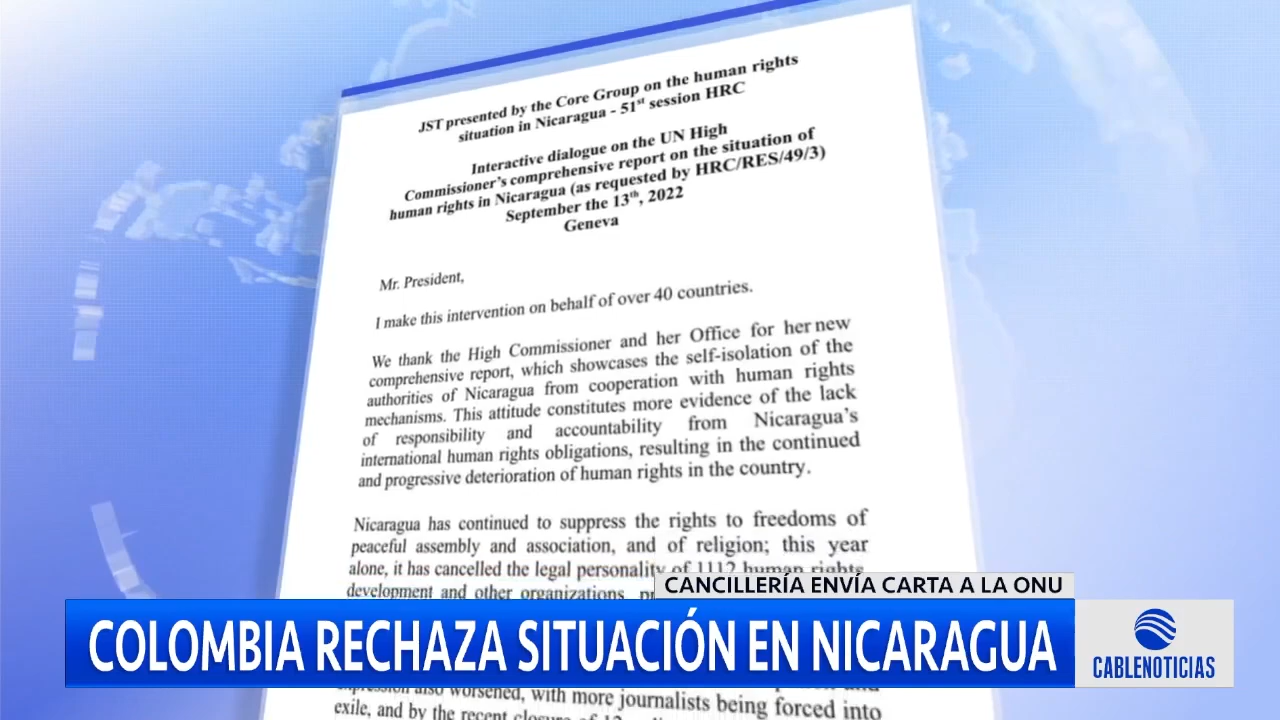 JST presented by the Core Group on the human rights
situation in Nicaragua - 51st session HRC
Interactive dialogue on the UN High
Commissioner's comprehensive report on the situation of
human rights in Nicaragua (as requested by HRC/RES/49/3)
September the 13th, 2022
Geneva
Mr. President,
I make this intervention on behalf of over 40 countries.
We thank the High Commissioner and her Office for her new
comprehensive report, which showcases the self-isolation of the
authorities of Nicaragua from cooperation with human rights
mechanisms. This attitude constitutes more evidence of the lack
of responsibility and accountability from Nicaragua's
international human rights obligations, resulting in the continued
and progressive deterioration of human rights in the country.
Nicaragua has continued to suppress the rights to freedoms of
peaceful assembly and association, and of religion; this year
alone, it has cancelled the legal personality of 1112 human rights,
development and other organizations,
CANCILLERÍA ENVÍA CARTA A LA ONU
COLOMBIA RECHAZA SITUACIÓN EN NICARAGUA
CABLENOTICIAS
also worsened, with more journalists being forced into
exile, and by the recent closure of